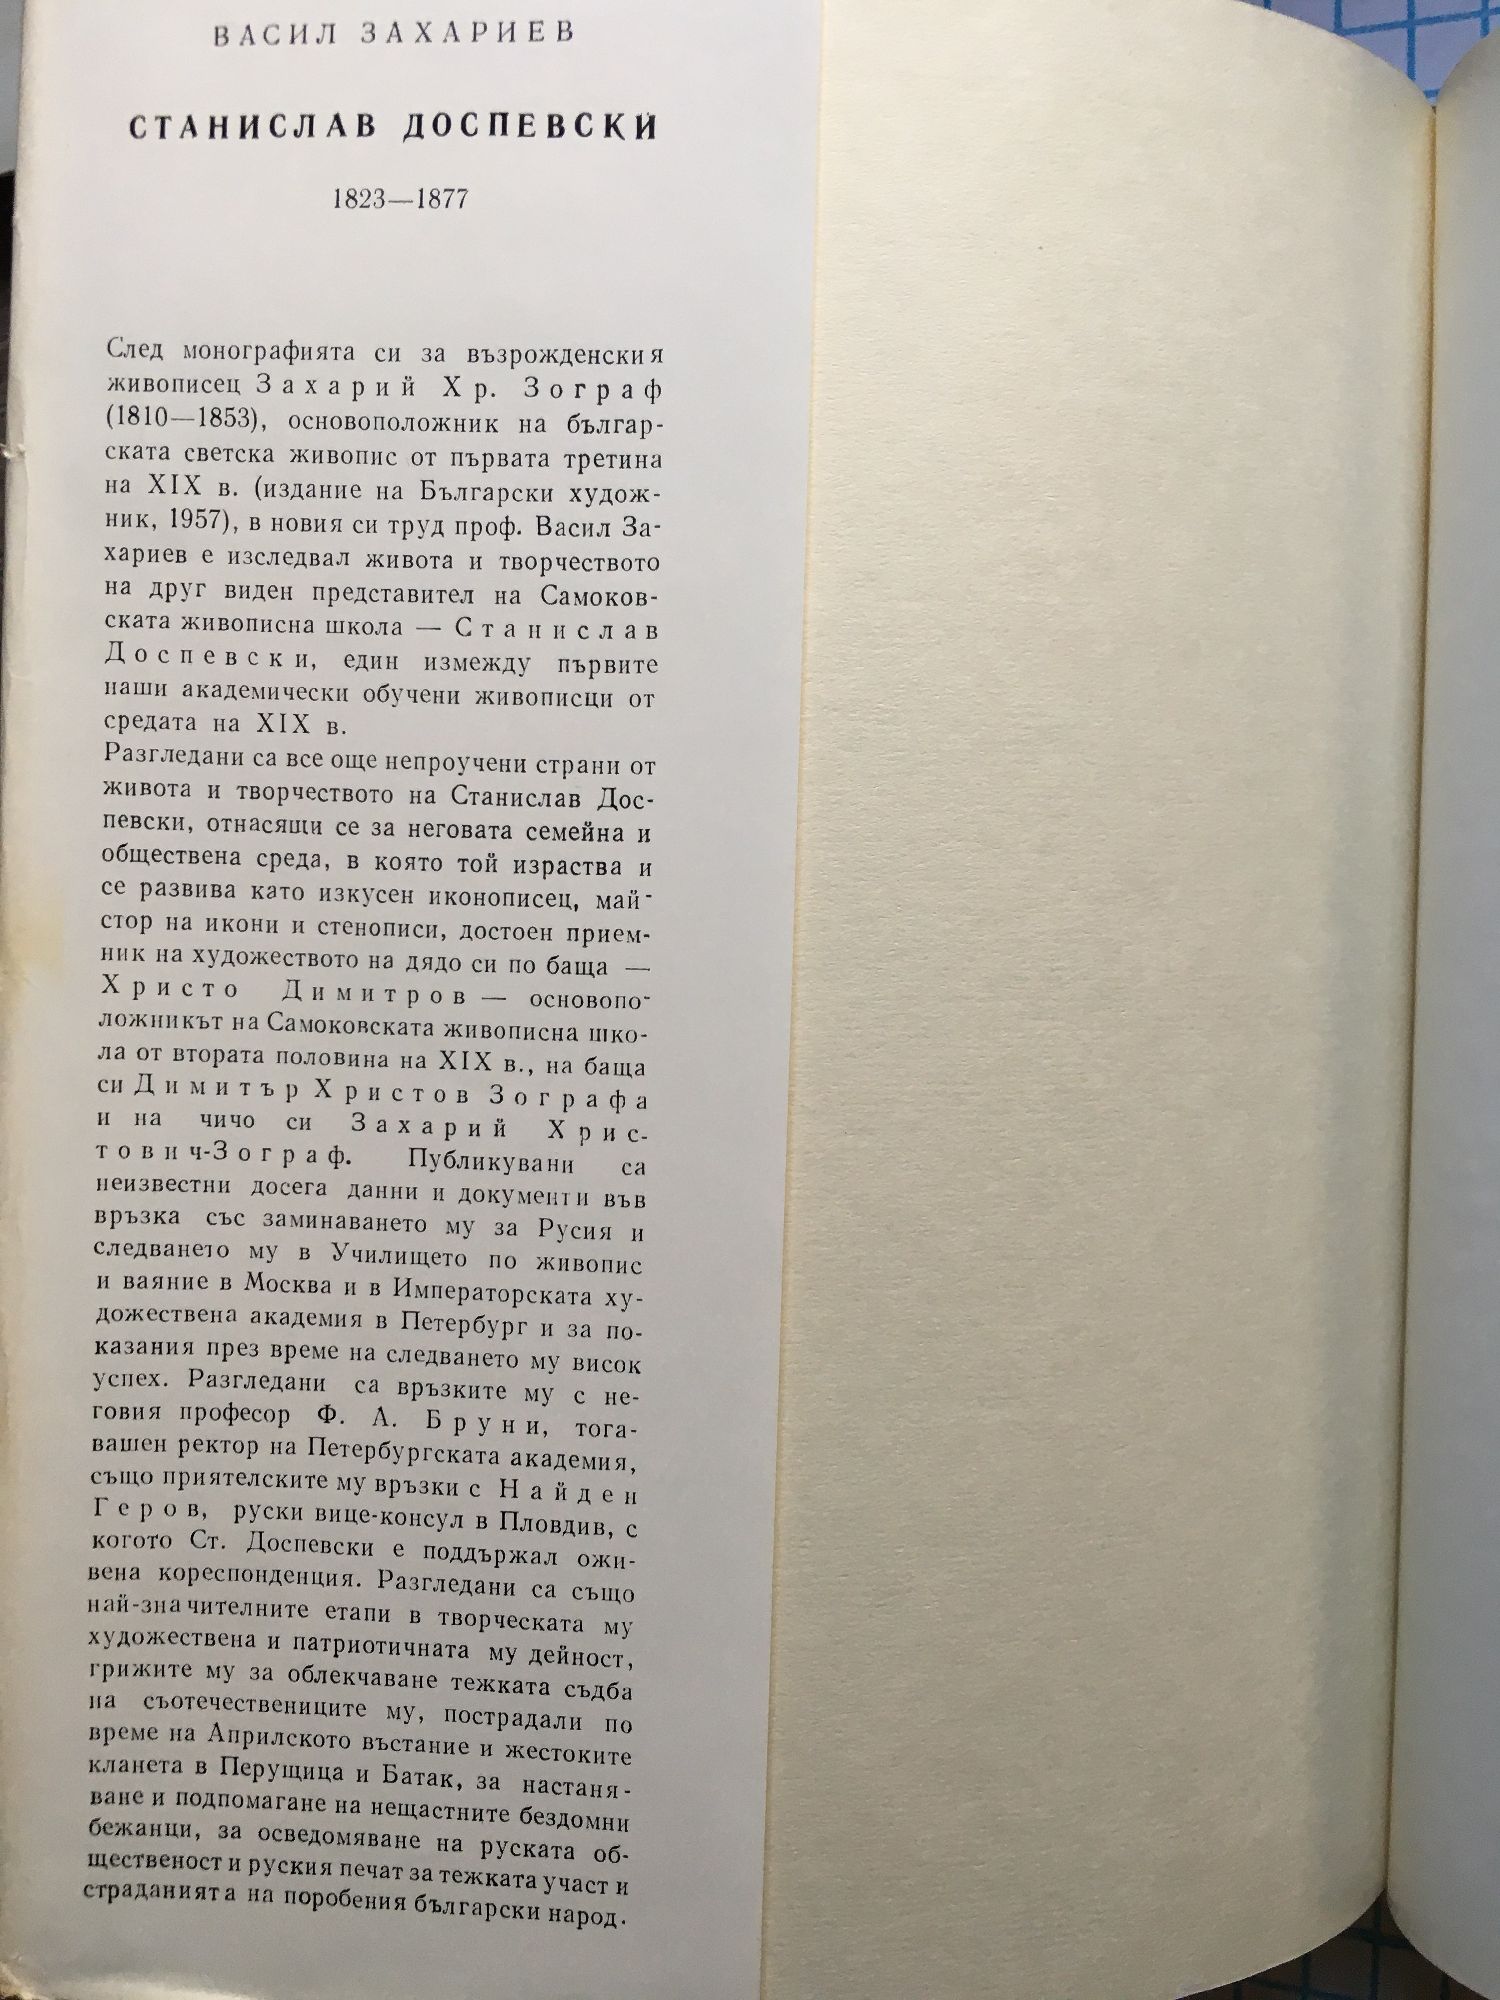 ВАСИЛ ЗАХАРИЕВ
СТАНИСЛАВ ДОСПЕВСКИ
1823—1877
След монографията си за възрожденския
живописец Захарий Хр. Зограф
(1810—1853), основоположник на българ-
ската светска живопис от първата третина
на XIX в. (издание на Български худож-
ник, 1957), в новия си труд проф. Васил За-
хариев е изследвал живота и творчеството
на друг виден представител на Самоков-
ската живописна школа — Станислав
Доспевски, един измежду първите
наши академически обучени живописци от
средата на XIX в.
Разгледани са все още непроучени страни от
живота и творчеството на Станислав Дос-
певски, отнасящи се за неговата семейна и
обществена среда, в която той израства и
се развива като изкусен иконописец, май-
стор на икони и стенописи, достоен прием-
ник на художеството на дядо си по баща —
Христо Димитров — основопо-
ложникът на Самоковската живописна шко-
ла от втората половина на XIX в., на баща
си Димитър Христов Зографа
и на чичо си Захарий Хрис-
тович-Зограф. Публикувани са
неизвестни досега данни и документи във
връзка със заминаването му за Русия и
следването му в Училището по живопис
и ваяние в Москва и в Императорската ху-
дожествена академия в Петербург и за по-
казания през време на следването му висок
успех. Разгледани са връзките му с не-
говия професор Ф. А. Бруни, тога-
вашен ректор на Петербургската академия,
също приятелските му връзки с Найден
Геров, руски вице-консул в Пловдив, с
когото Ст. Доспевски е поддържал ожи-
вена кореспонденция. Разгледани са също
най-значителните етапи в творческата му
художествена и патриотичната му дейност,
грижите му за облекчаване тежката съдба
на съотечествениците му, пострадали по
време на Априлското въстание и жестоките
кланета в Перущица и Батак, за настаня-
ване и подпомагане на нещастните бездомни
бежанци, за осведомяване на руската об-
щественост и руския печат за тежката участ и
страданията на поробения български народ.